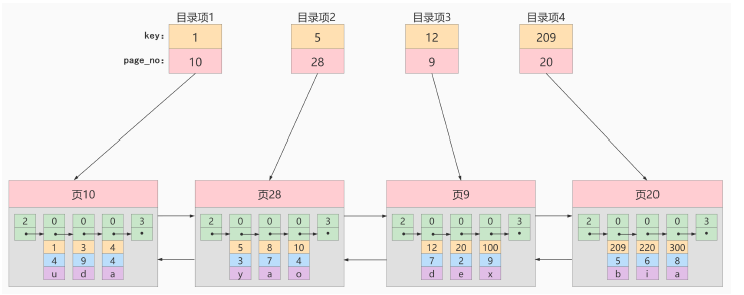 目录项1 目录项2 目录项3 目录项4
key: 1 5 12 209
page_no: 10 28 9 20
页10 页28 页9 页20
2 0 0 0 3 2 0 0 0 3 2 0 0 0 3 2 0 0 0 3
1 3 4 5 8 10 12 20 100 209 220 300
4 9 4 3 7 4 7 2 9 5 6 8
u d a y a o d e x b i a